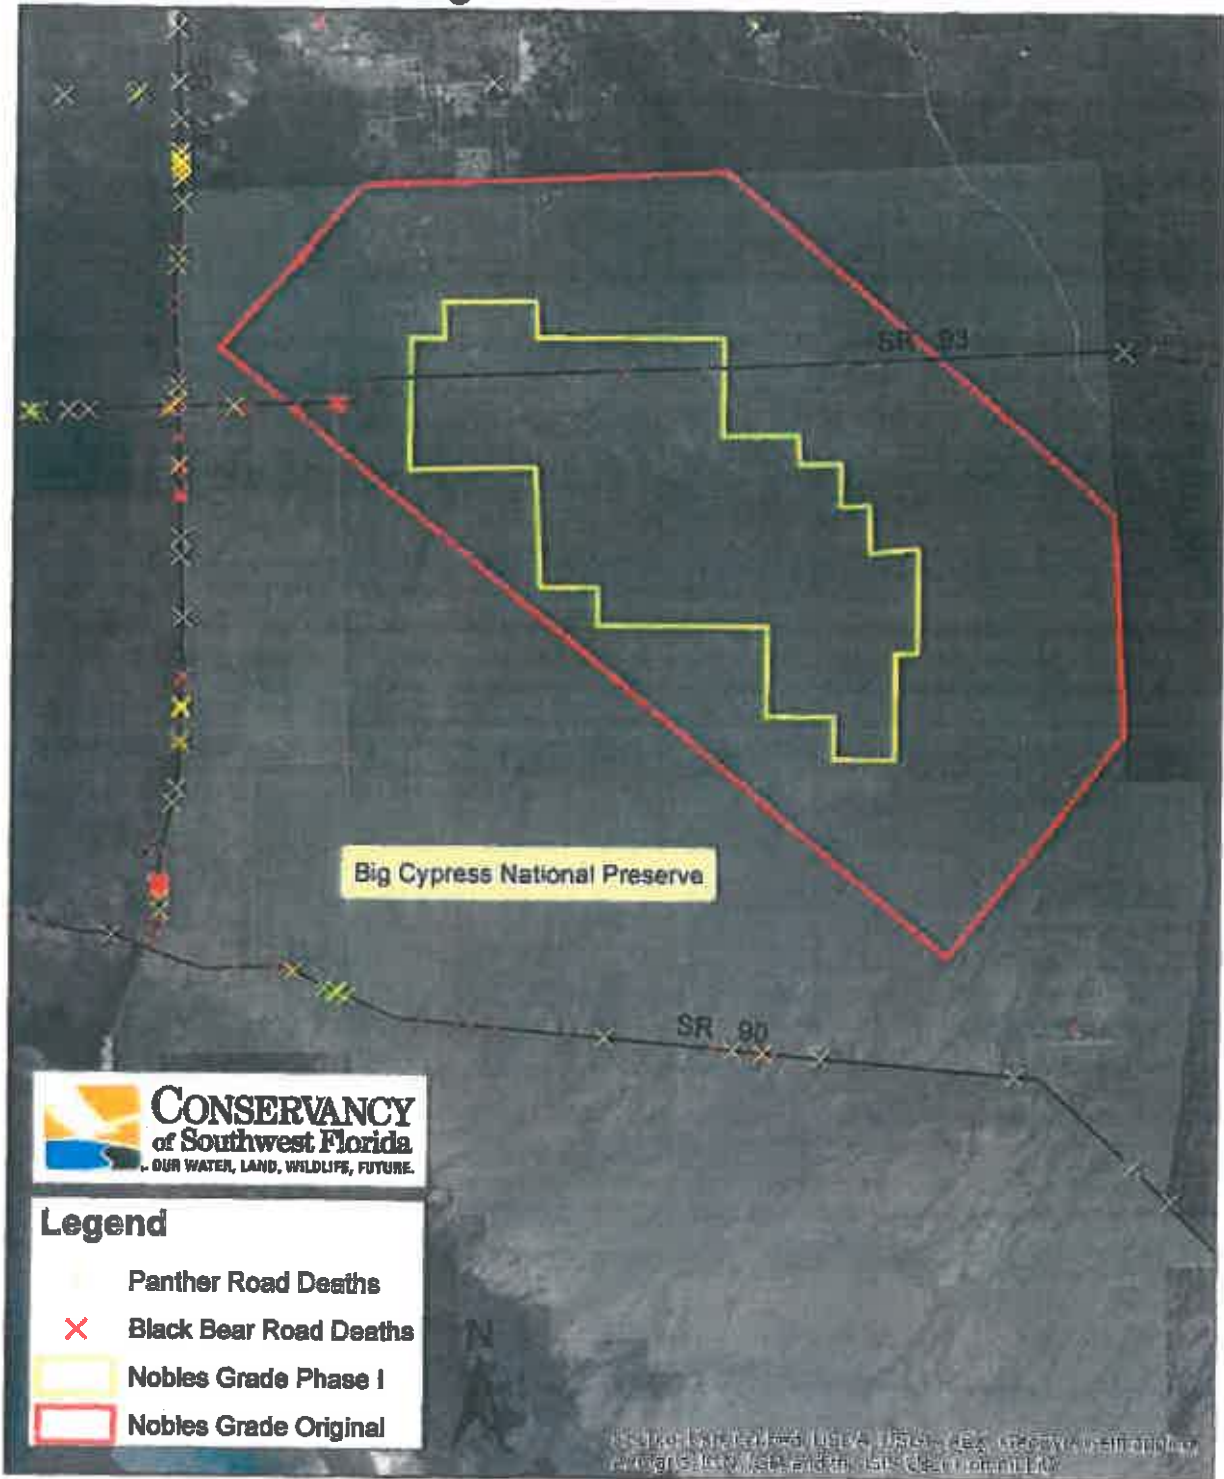 SR 93
Big Cypress National Preserve
SR 90
CONSERVANCY
of Southwest Florida
OUR WATER, LAND, WILDLIFE, FUTURE.
Legend
Panther Road Deaths
Black Bear Road Deaths
Nobles Grade Phase I
Nobles Grade Original
N